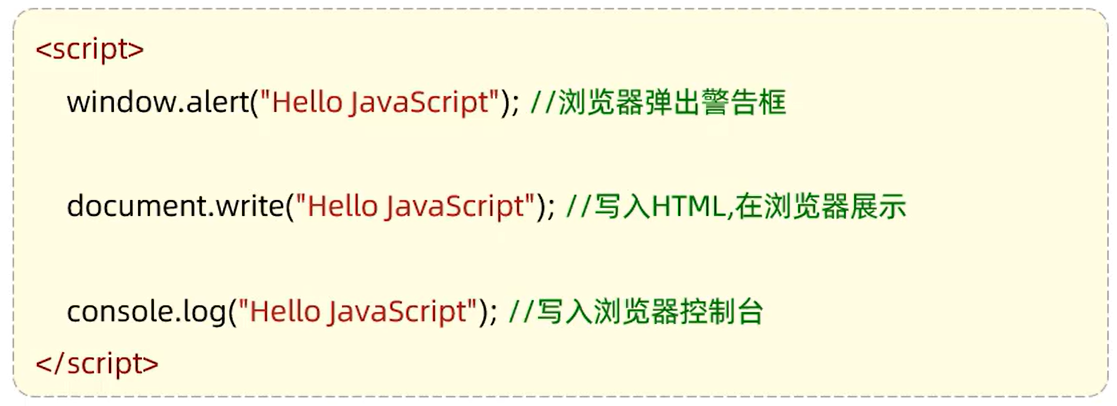 <script>
window.alert("Hello JavaScript"); //浏览器弹出警告框
document.write("Hello JavaScript"); //写入HTML,在浏览器展示
console.log("Hello JavaScript"); //写入浏览器控制台
</script>